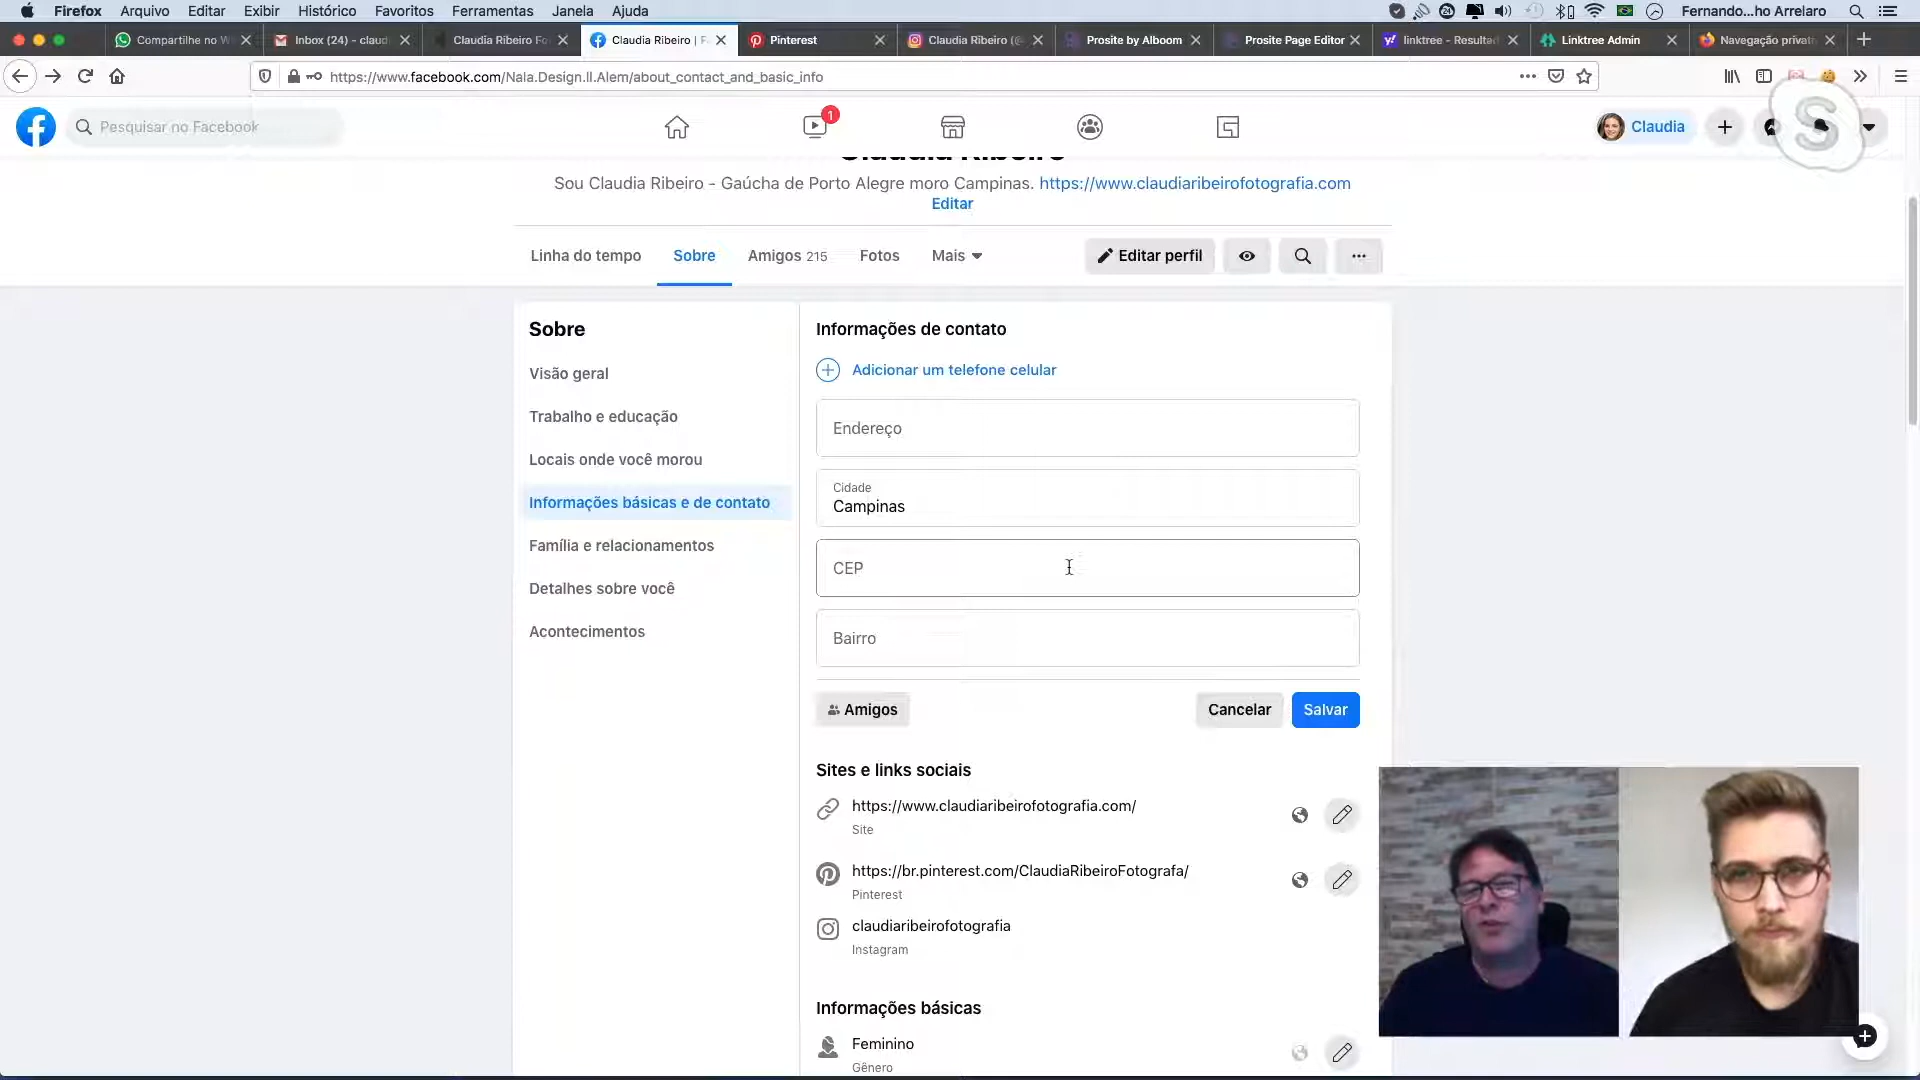 Firefox Arquivo Editar Exibir Histórico Favoritos Ferramentas Janela Ajuda Fernando...ho Arrelaro
Compartilhe no W Inbox (24) - claud Claudia Ribeiro Fo Claudia Ribeiro | F Pinterest Claudia Ribeiro (@ Prosite by Alboom Prosite Page Editor linktree - Resultad Linktree Admin Navegação privati
https://www.facebook.com/Nala.Design.Il.Alem/about_contact_and_basic_info
Pesquisar no Facebook
1
Claudia
Claudia Ribeiro
Sou Claudia Ribeiro - Gaúcha de Porto Alegre moro Campinas. https://www.claudiaribeirofotografia.com
Editar
Linha do tempo Sobre Amigos 215 Fotos Mais Editar perfil
Sobre
Visão geral
Trabalho e educação
Locais onde você morou
Informações básicas e de contato
Família e relacionamentos
Detalhes sobre você
Acontecimentos
Informações de contato
Adicionar um telefone celular
Endereço
Cidade
Campinas
CEP
Bairro
Amigos Cancelar Salvar
Sites e links sociais
https://www.claudiaribeirofotografia.com/
Site
https://br.pinterest.com/ClaudiaRibeiroFotografa/
Pinterest
claudiaribeirofotografia
Instagram
Informações básicas
Feminino
Gênero